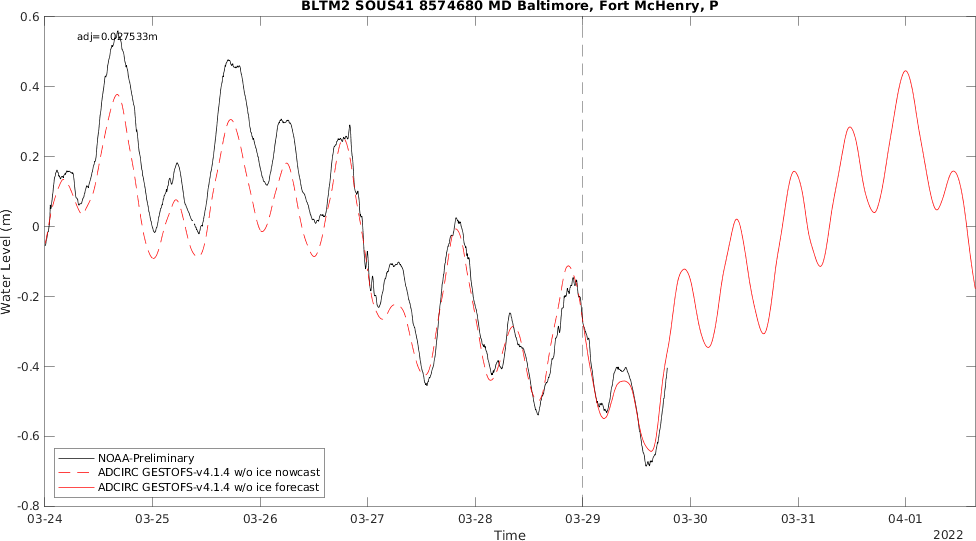 BLTM2 SOUS41 8574680 MD Baltimore, Fort McHenry, P
adj=0.027533m
0.6
0.4
0.2
0
-0.2
-0.4
-0.6
-0.8
Water Level (m)
NOAA-Preliminary
ADCIRC GESTOFS-v4.1.4 w/o ice nowcast
ADCIRC GESTOFS-v4.1.4 w/o ice forecast
03-24 03-25 03-26 03-27 03-28 03-29 03-30 03-31 04-01
Time
2022